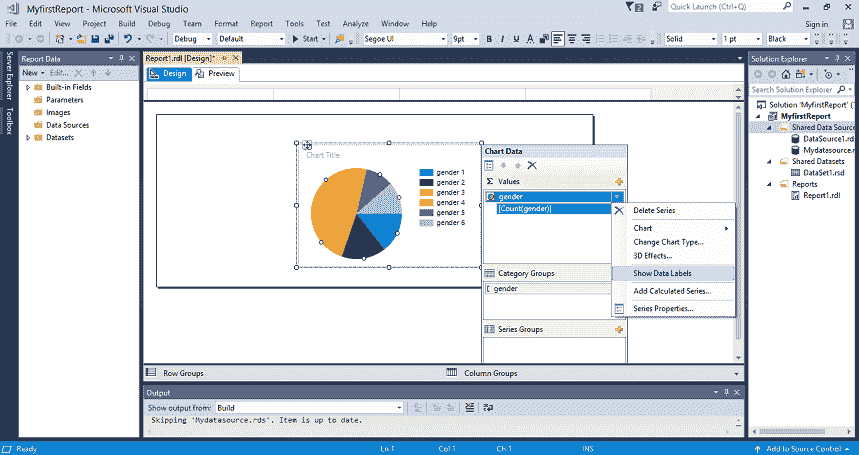 MyfirstReport - Microsoft Visual Studio
2
Quick Launch (Ctrl+Q)
File Edit View Project Build Debug Team Format Report Tools Test Analyze Window Help
Sign in
Debug Default Start Segoe UI 9pt B I U A Solid 1 pt Black
Server Explorer
Toolbox
Report Data
New Edit...
Built-in Fields
Parameters
Images
Data Sources
Datasets
Report1.rdl [Design]*
Design Preview
Chart Title
gender 1
gender 2
gender 3
gender 4
gender 5
gender 6
Chart Data
Σ Values
gender
[Count(gender)]
Category Groups
gender
Series Groups
Delete Series
Chart
Change Chart Type...
3D Effects...
Show Data Labels
Add Calculated Series...
Series Properties...
Row Groups Column Groups
Output
Show output from: Build
Skipping 'Mydatasource.rds'. Item is up to date.
Solution Explorer
Search Solution Explorer
Solution 'MyfirstReport'
MyfirstReport
Shared Data Source
DataSource1.rd
Mydatasource.r
Shared Datasets
DataSet1.rsd
Reports
Report1.rdl
Ready Ln 1 Col 1 Ch 1 INS Add to Source Control